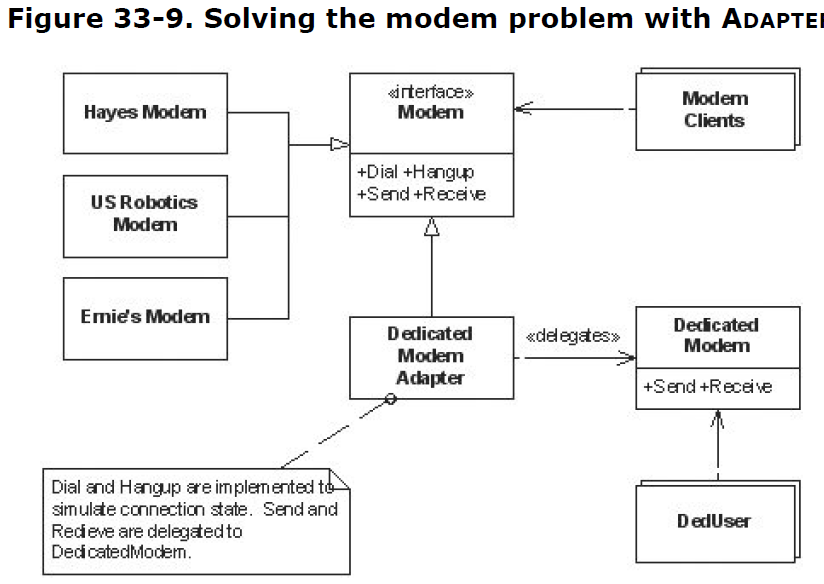 Figure 33-9. Solving the modem problem with ADAPTER
Hayes Modem
«interface»
Modem
+Dial +Hangup
+Send +Receive
Modem
Clients
US Robotics
Modem
Ernie's Modem
Dedicated
Modem
Adapter
«delegates»
Dedicated
Modem
+Send +Receive
Dial and Hangup are implemented to
simulate connection state. Send and
Redieve are delegated to
DedicatedModem.
DedUser